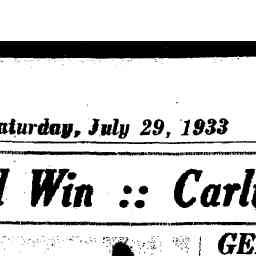 aturday, July 29, 1933
Win :: Carl
GE